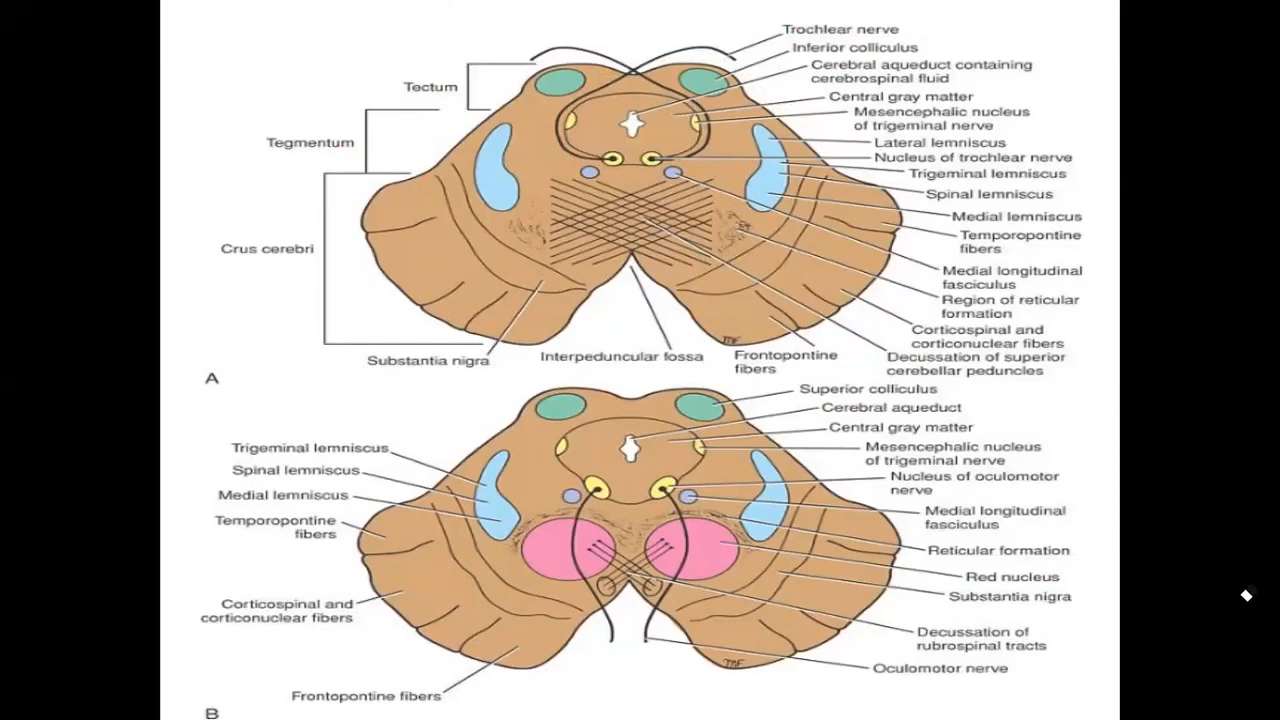 Trochlear nerve
Inferior colliculus
Cerebral aqueduct containing
cerebrospinal fluid
Central gray matter
Mesencephalic nucleus
of trigeminal nerve
Lateral lemniscus
Nucleus of trochlear nerve
Trigeminal lemniscus
Spinal lemniscus
Medial lemniscus
Temporopontine
fibers
Medial longitudinal
fasciculus
Region of reticular
formation
Corticospinal and
corticonuclear fibers
Decussation of superior
cerebellar peduncles
Tectum
Tegmentum
Crus cerebri
Substantia nigra
Interpeduncular fossa
Frontopontine
fibers
A
Superior colliculus
Cerebral aqueduct
Central gray matter
Mesencephalic nucleus
of trigeminal nerve
Nucleus of oculomotor
nerve
Medial longitudinal
fasciculus
Reticular formation
Red nucleus
Substantia nigra
Decussation of
rubrospinal tracts
Oculomotor nerve
Trigeminal lemniscus
Spinal lemniscus
Medial lemniscus
Temporopontine
fibers
Corticospinal and
corticonuclear fibers
Frontopontine fibers
B